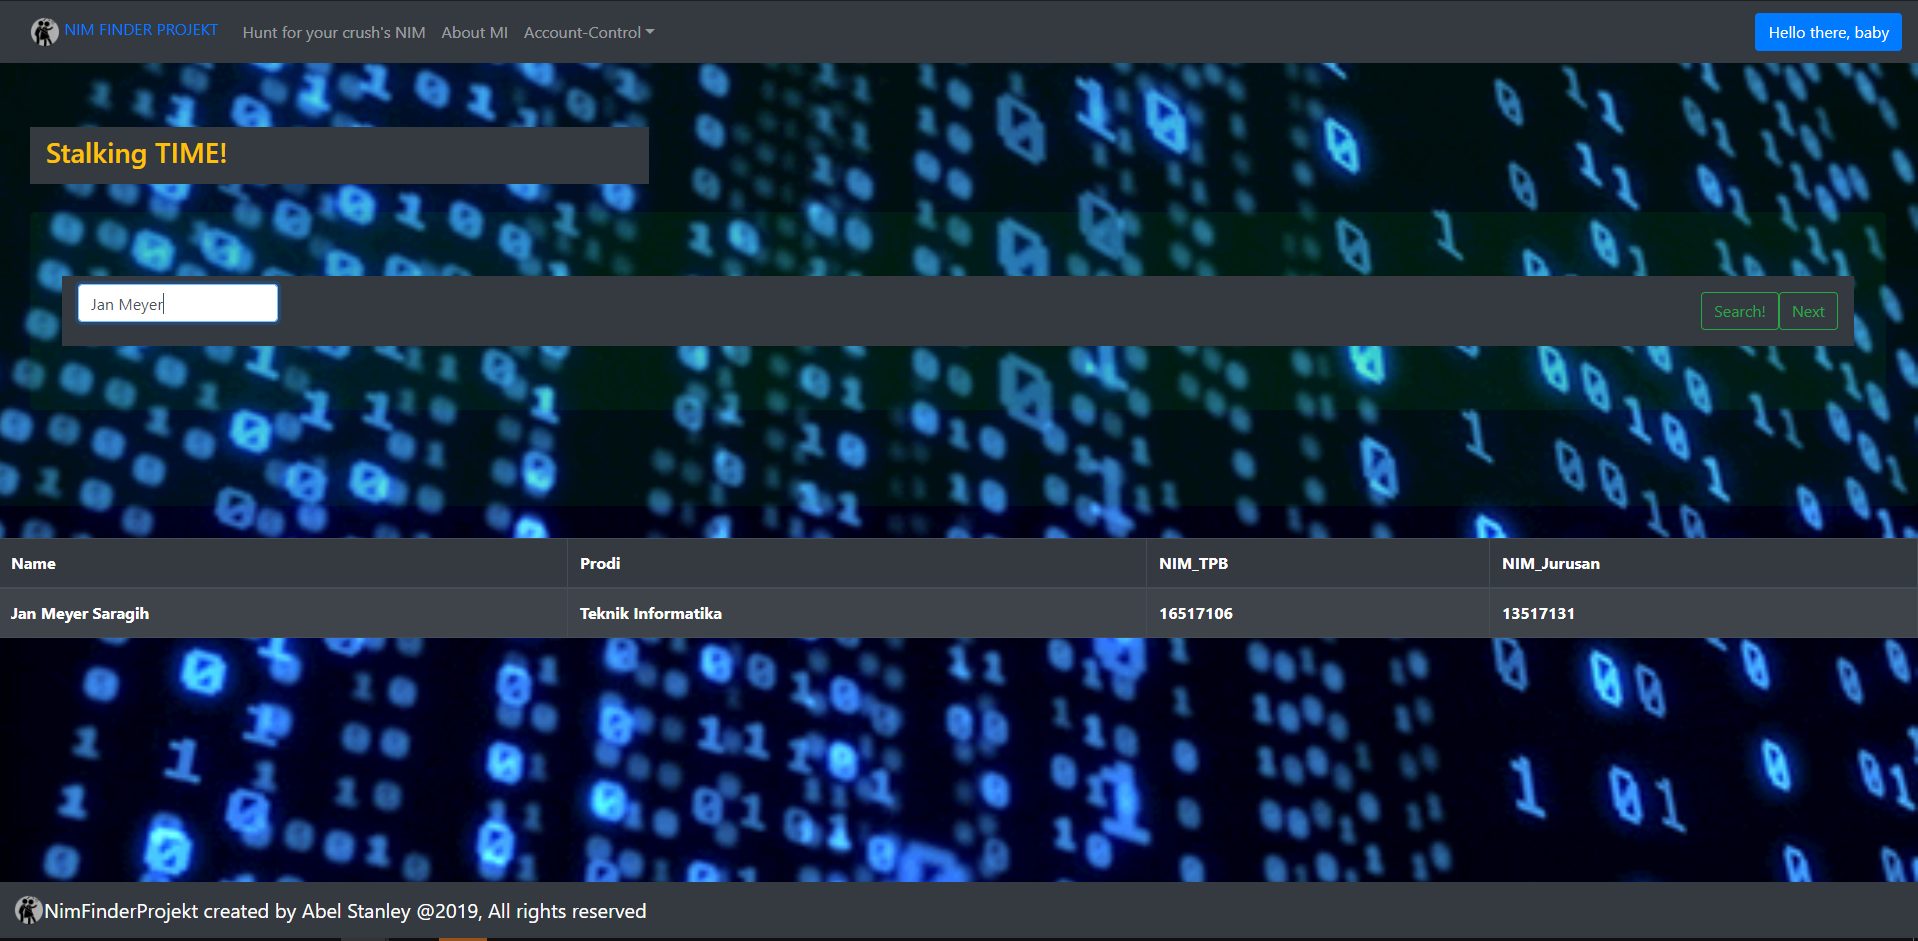 NIM FINDER PROJEKT Hunt for your crush's NIM About MI Account-Control Hello there, baby
Stalking TIME!
Jan Meyer Search! Next
Name Prodi NIM_TPB NIM_Jurusan
Jan Meyer Saragih Teknik Informatika 16517106 13517131
NimFinderProjekt created by Abel Stanley @2019, All rights reserved